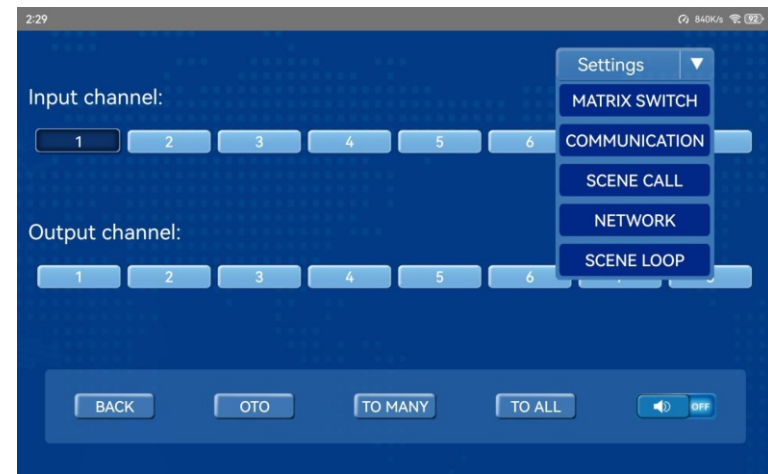 2:29 840K/s 92
Settings
Input channel:
MATRIX SWITCH
1 2 3 4 5 6
COMMUNICATION
SCENE CALL
NETWORK
Output channel:
SCENE LOOP
1 2 3 4 5 6
BACK OTO TO MANY TO ALL OFF